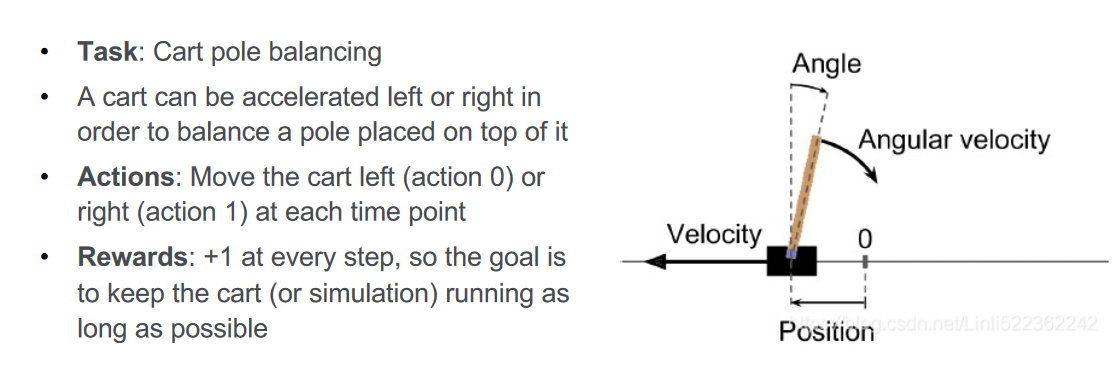 • Task: Cart pole balancing
• A cart can be accelerated left or right in
order to balance a pole placed on top of it
• Actions: Move the cart left (action 0) or
right (action 1) at each time point
• Rewards: +1 at every step, so the goal is
to keep the cart (or simulation) running as
long as possible
Angle
Angular velocity
Velocity
0
Position
blog.csdn.net/Linli522362242